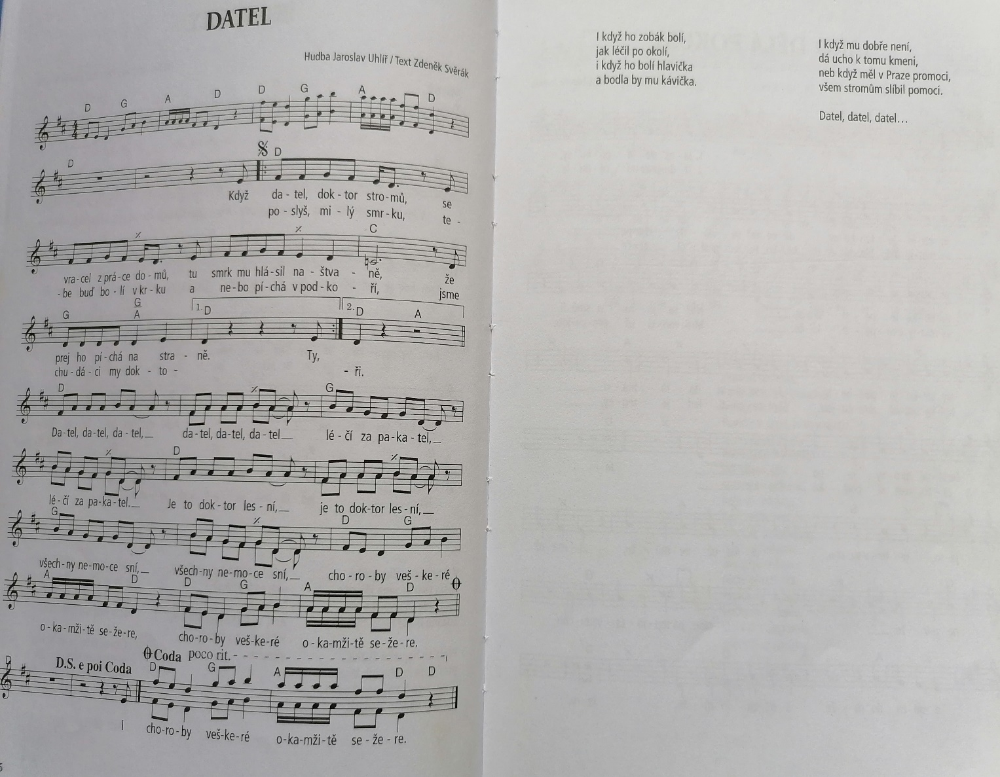 DATEL
Hudba Jaroslav Uhlíř / Text Zdeněk Svěrák
D G A D D G A D
4
4
D D
Když da - tel, dok - tor stro - mů, se
po - slyš, mi - lý smr - ku, te -
C
vra - cel z prá - ce do - mů, tu smrk mu hlá - sil na - štva - ně, že
- be buď bo - lí v kr - ku a ne - bo pí - chá v pod - ko - ří, jsme
G G A 1. D 2. D A
prej ho pí - chá na stra - ně. Ty,
chu - dá - ci my dok - to - - ři.
D G
Da - tel, da - tel, da - tel, da - tel, da - tel, da - tel lé - čí za pa - ka - tel,
D
lé - čí za pa - ka - tel. Je to dok - tor les - ní, je to dok - tor les - ní,
G D G
všech - ny ne - mo - ce sní, všech - ny ne - mo - ce sní, cho - ro - by veš - ke - ré
A D D G A D
o - ka - mži - tě se - že - re, cho - ro - by veš - ke - ré o - ka - mži - tě se - že - re.
Coda poco rit.
D.S. e poi Coda D G A D D
I cho - ro - by veš - ke - ré o - ka - mži - tě se - že - re.
I když ho zobák bolí,
jak léčil po okolí,
i když ho bolí hlavička
a bodla by mu kávička.
I když mu dobře není,
dá ucho k tomu kmeni,
neb když měl v Praze promoci,
všem stromům slíbil pomoci.
Datel, datel, datel…